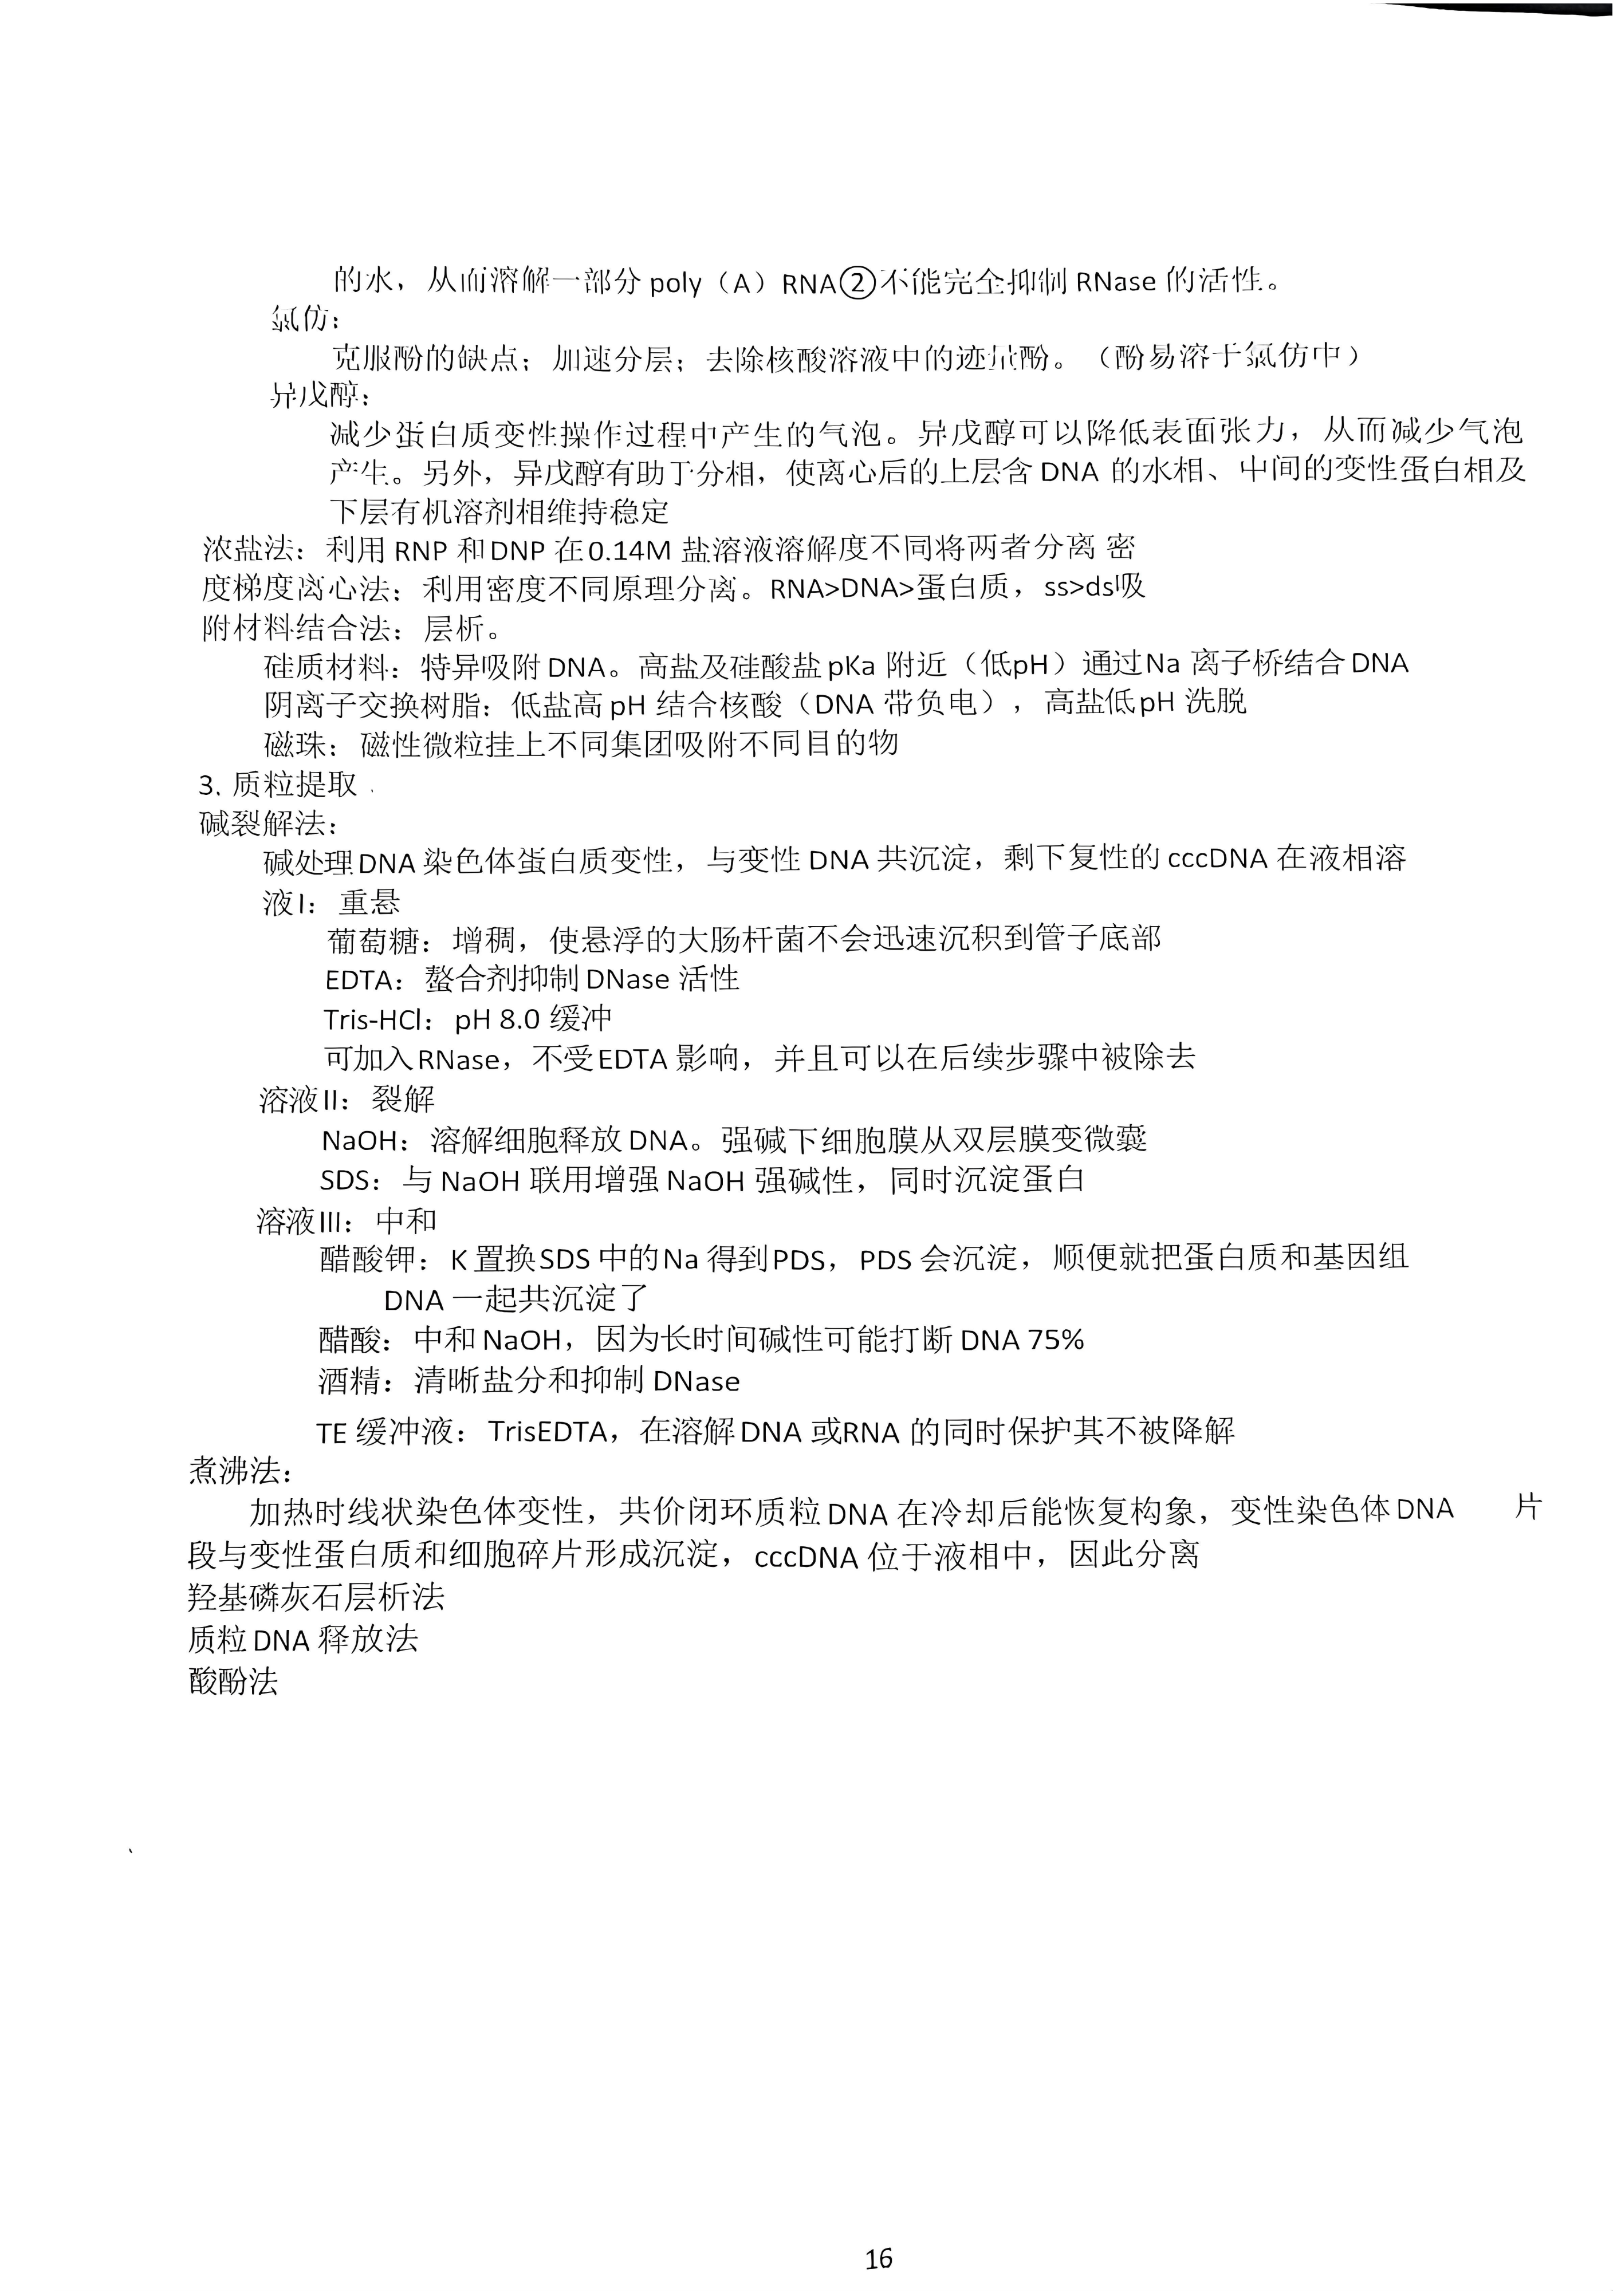 的水，从而溶解一部分 poly（A）RNA②不能完全抑制 RNase 的活性。
氯仿：
克服酚的缺点；加速分层；去除核酸溶液中的迹量酚。（酚易溶于氯仿中）
异戊醇：
减少蛋白质变性操作过程中产生的气泡。异戊醇可以降低表面张力，从而减少气泡
产生。另外，异戊醇有助于分相，使离心后的上层含 DNA 的水相、中间的变性蛋白相及
下层有机溶剂相维持稳定
浓盐法：利用 RNP 和 DNP 在 0.14M 盐溶液溶解度不同将两者分离 密
度梯度离心法：利用密度不同原理分离。RNA>DNA>蛋白质，ss>ds吸
附材料结合法：层析。
硅质材料：特异吸附 DNA。高盐及硅酸盐 pKa 附近（低pH）通过Na 离子桥结合 DNA
阴离子交换树脂：低盐高 pH 结合核酸（DNA 带负电），高盐低 pH 洗脱
磁珠：磁性微粒挂上不同集团吸附不同目的物
3. 质粒提取
碱裂解法：
碱处理 DNA 染色体蛋白质变性，与变性 DNA 共沉淀，剩下复性的 cccDNA 在液相溶
液 I：重悬
葡萄糖：增稠，使悬浮的大肠杆菌不会迅速沉积到管子底部
EDTA：螯合剂抑制 DNase 活性
Tris-HCl：pH 8.0 缓冲
可加入 RNase，不受 EDTA 影响，并且可以在后续步骤中被除去
溶液 II：裂解
NaOH：溶解细胞释放 DNA。强碱下细胞膜从双层膜变微囊
SDS：与 NaOH 联用增强 NaOH 强碱性，同时沉淀蛋白
溶液 III：中和
醋酸钾：K 置换 SDS 中的 Na 得到 PDS，PDS 会沉淀，顺便就把蛋白质和基因组
DNA 一起共沉淀了
醋酸：中和 NaOH，因为长时间碱性可能打断 DNA 75%
酒精：清晰盐分和抑制 DNase
TE 缓冲液：TrisEDTA，在溶解 DNA 或RNA 的同时保护其不被降解
煮沸法：
加热时线状染色体变性，共价闭环质粒 DNA 在冷却后能恢复构象，变性染色体 DNA 片
段与变性蛋白质和细胞碎片形成沉淀，cccDNA 位于液相中，因此分离
羟基磷灰石层析法
质粒 DNA 释放法
酸酚法
16